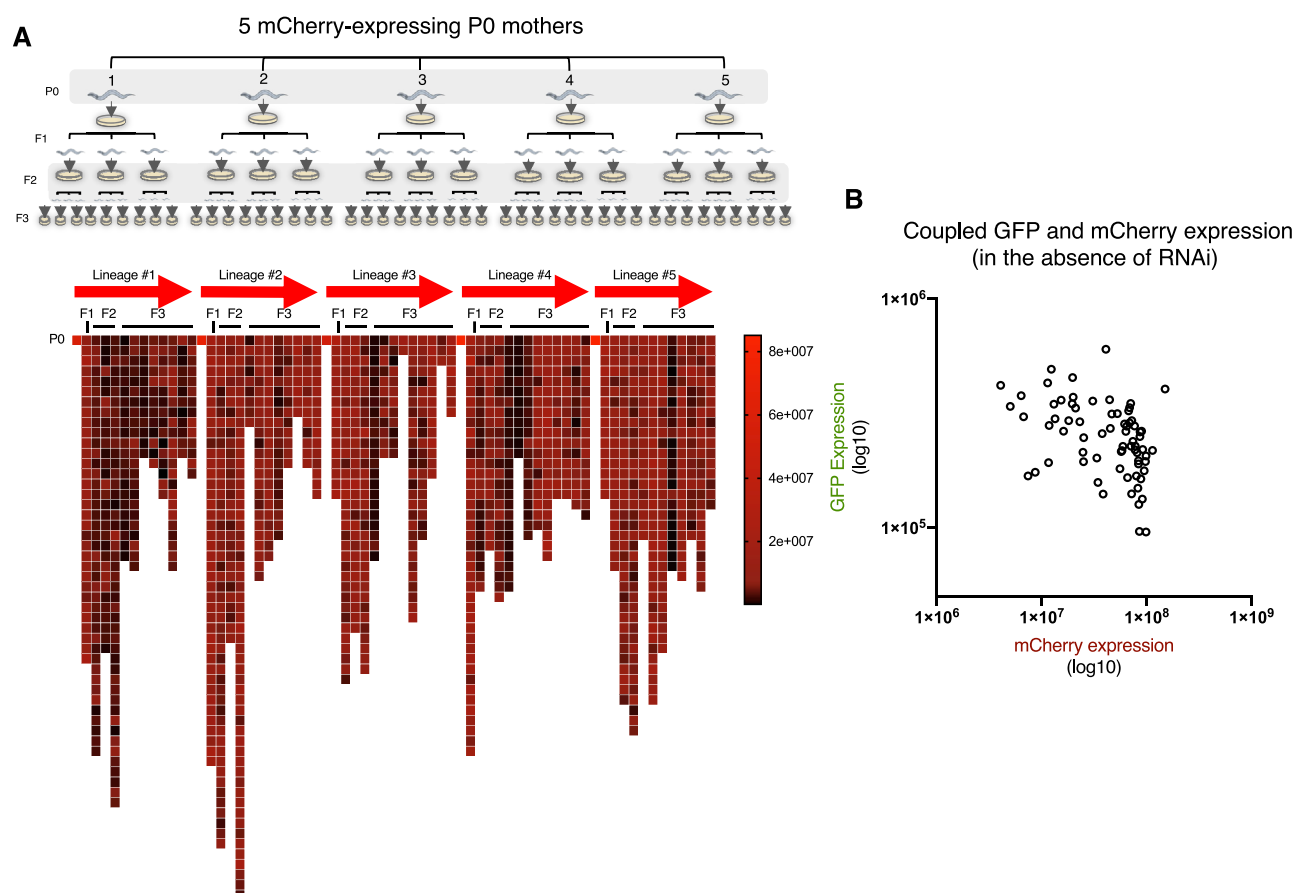 A
5 mCherry-expressing P0 mothers
1 2 3 4 5
P0
F1
F2
F3
Lineage #1 Lineage #2 Lineage #3 Lineage #4 Lineage #5
F1 F2 F3 F1 F2 F3 F1 F2 F3 F1 F2 F3 F1 F2 F3
P0
8e+007
6e+007
4e+007
2e+007
B
Coupled GFP and mCherry expression
(in the absence of RNAi)
GFP Expression
(log10)
1×10⁶
1×10⁵
1×10⁶ 1×10⁷ 1×10⁸ 1×10⁹
mCherry expression
(log10)